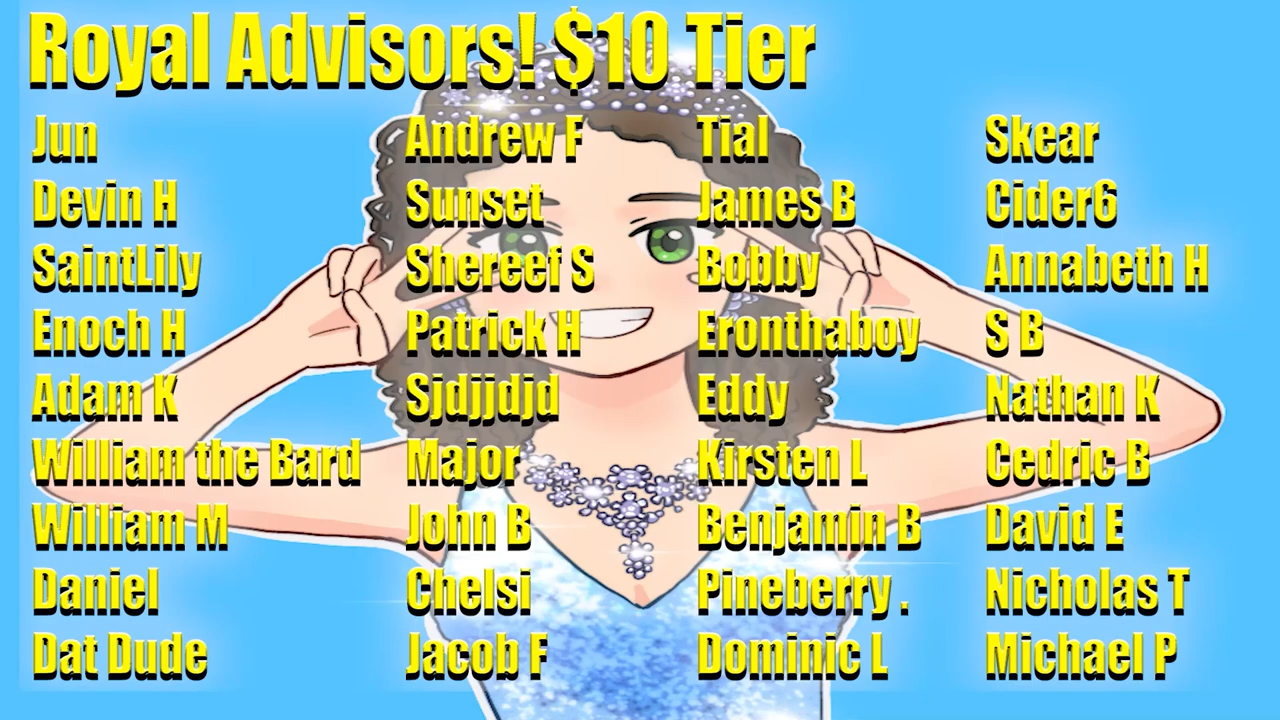 Royal Advisors! $10 Tier
Jun
Devin H
SaintLily
Enoch H
Adam K
William the Bard
William M
Daniel
Dat Dude
Andrew F
Sunset
Shereef S
Patrick H
Sjdjjdjd
Major
John B
Chelsi
Jacob F
Tial
James B
Bobby
Eronthaboy
Eddy
Kirsten L
Benjamin B
Pineberry .
Dominic L
Skear
Cider6
Annabeth H
S B
Nathan K
Cedric B
David E
Nicholas T
Michael P